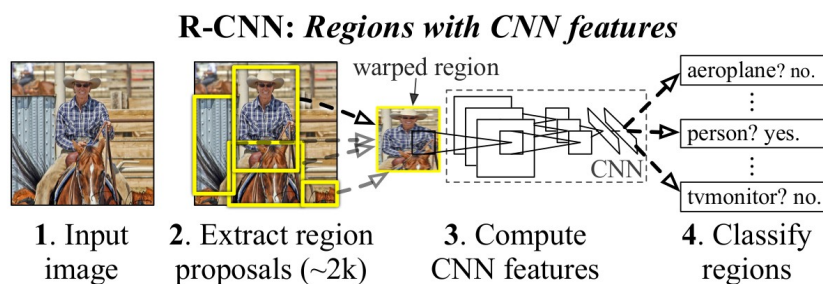 R-CNN: Regions with CNN features
warped region
aeroplane? no.
⋮
person? yes.
⋮
tvmonitor? no.
CNN
1. Input
image
2. Extract region
proposals (~2k)
3. Compute
CNN features
4. Classify
regions